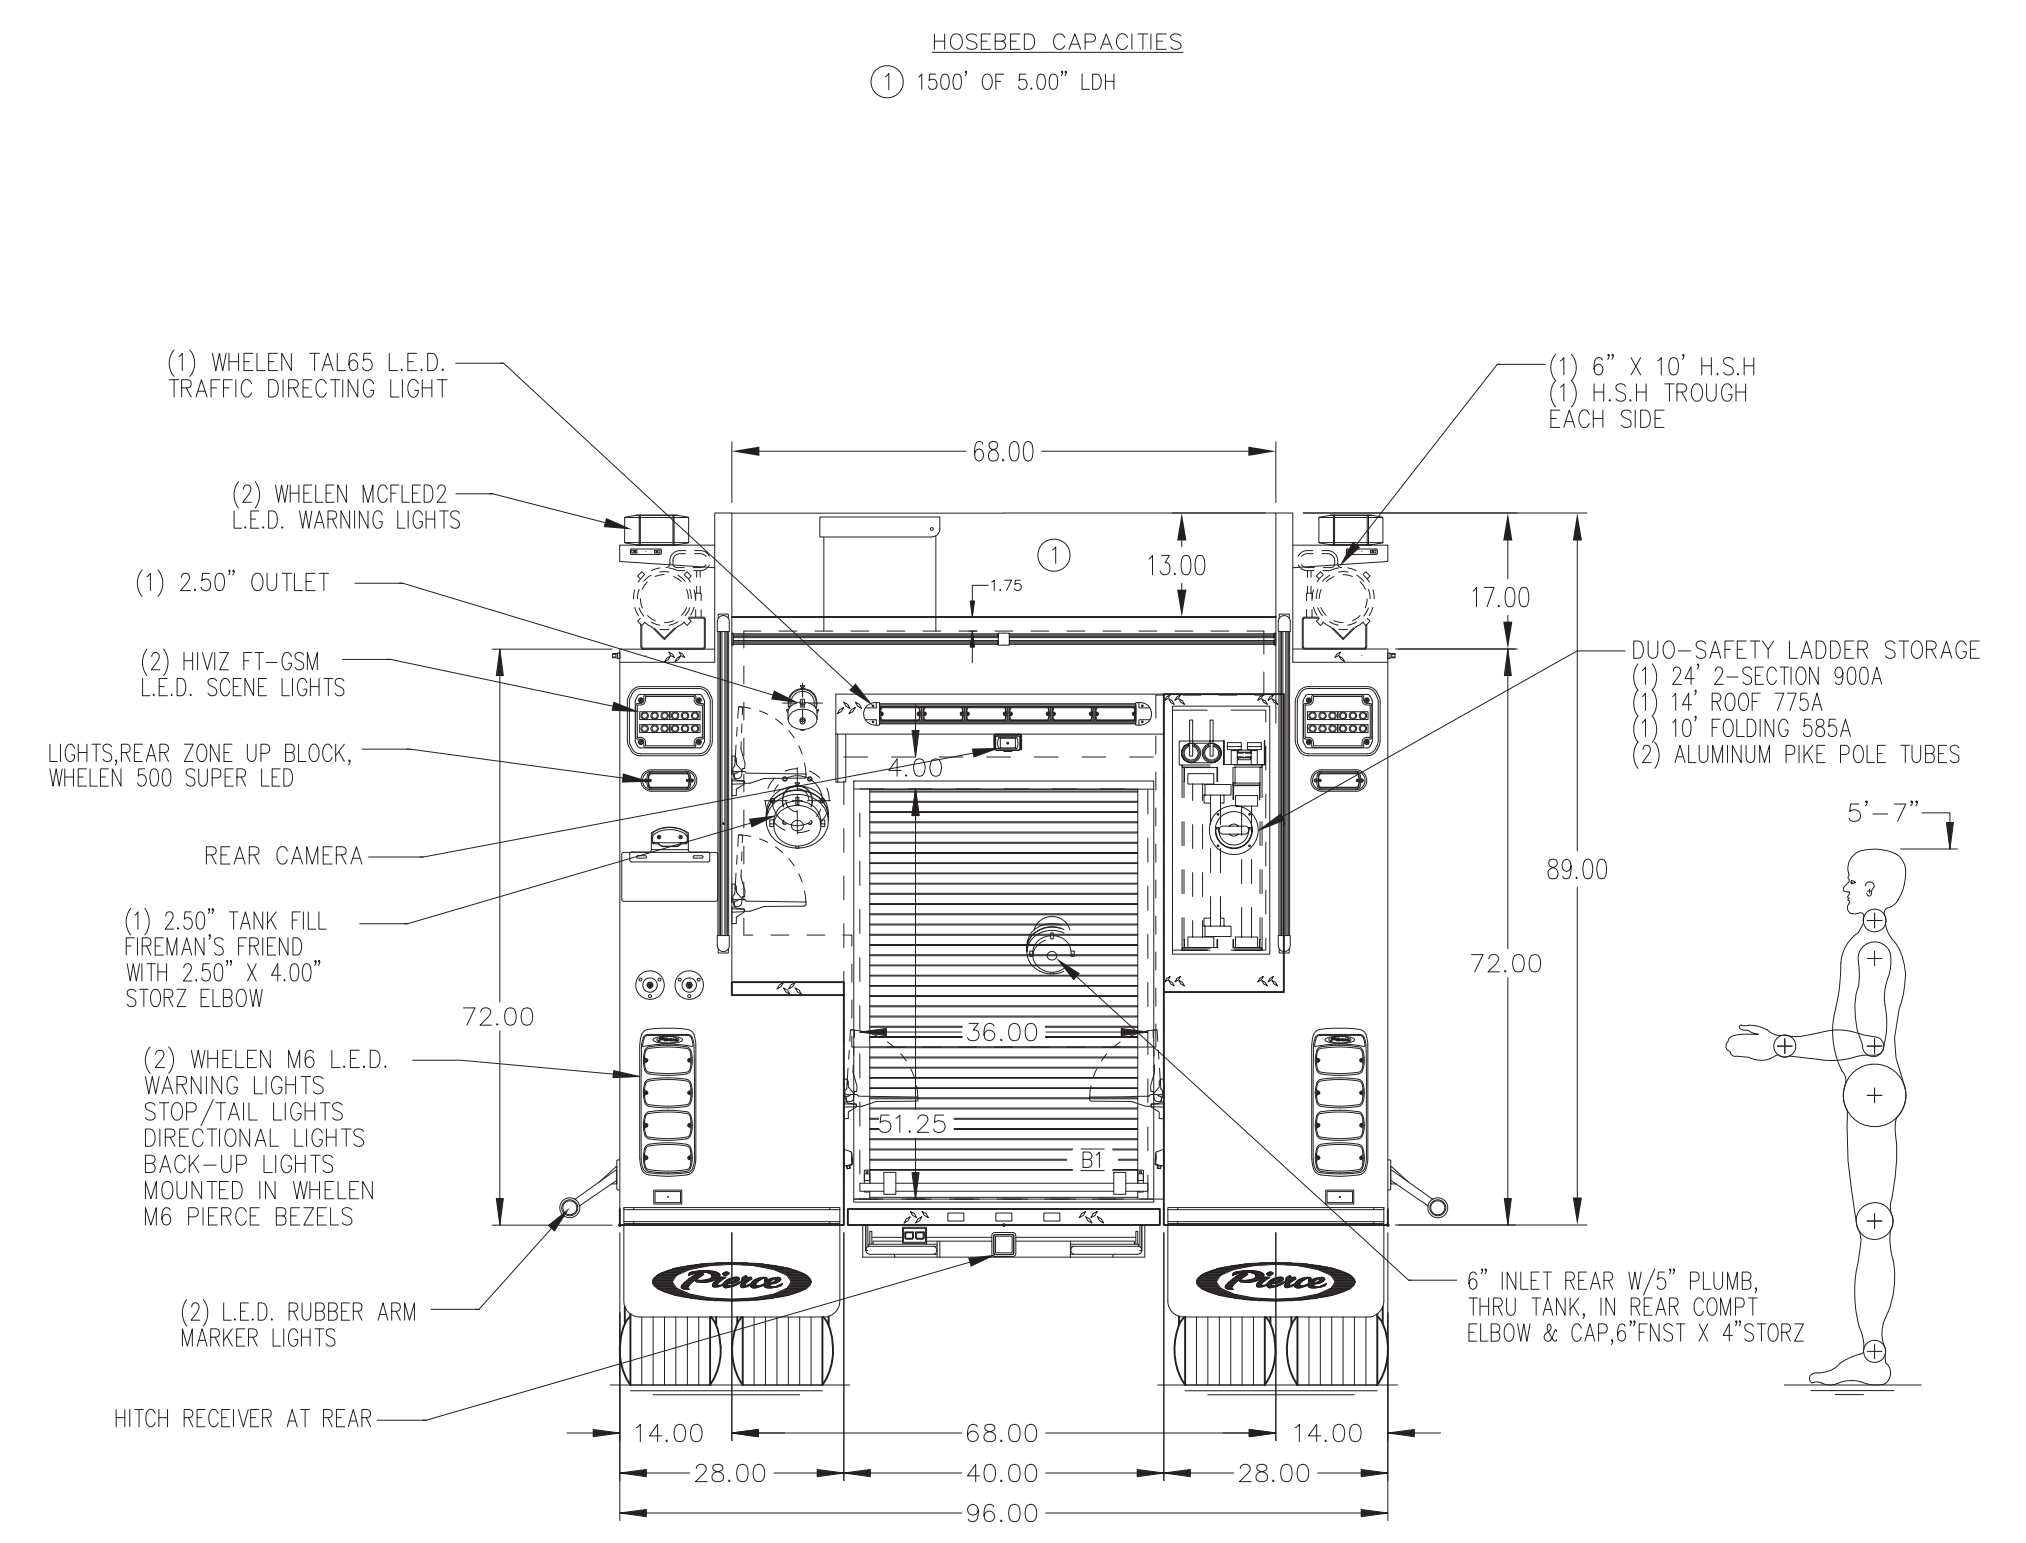 HOSEBED CAPACITIES
1 1500' OF 5.00" LDH
(1) WHELEN TAL65 L.E.D.
TRAFFIC DIRECTING LIGHT
(2) WHELEN MCFLED2
L.E.D. WARNING LIGHTS
(1) 2.50" OUTLET
(2) HIVIZ FT-GSM
L.E.D. SCENE LIGHTS
LIGHTS,REAR ZONE UP BLOCK,
WHELEN 500 SUPER LED
REAR CAMERA
(1) 2.50" TANK FILL
FIREMAN'S FRIEND
WITH 2.50" X 4.00"
STORZ ELBOW
(2) WHELEN M6 L.E.D.
WARNING LIGHTS
STOP/TAIL LIGHTS
DIRECTIONAL LIGHTS
BACK-UP LIGHTS
MOUNTED IN WHELEN
M6 PIERCE BEZELS
(2) L.E.D. RUBBER ARM
MARKER LIGHTS
HITCH RECEIVER AT REAR
68.00
1
13.00
1.75
17.00
4.00
89.00
72.00
72.00
36.00
51.25
B1
Pierce
Pierce
14.00
68.00
14.00
28.00
40.00
28.00
96.00
(1) 6" X 10' H.S.H
(1) H.S.H TROUGH
EACH SIDE
DUO-SAFETY LADDER STORAGE
(1) 24' 2-SECTION 900A
(1) 14' ROOF 775A
(1) 10' FOLDING 585A
(2) ALUMINUM PIKE POLE TUBES
5'-7"
6" INLET REAR W/5" PLUMB,
THRU TANK, IN REAR COMPT
ELBOW & CAP,6"FNST X 4"STORZ